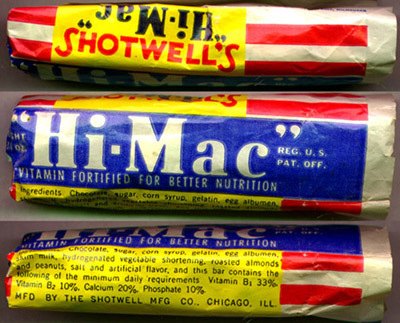 "Hi-Mac"
SHOTWELL'S
SHOTWELL'S
"Hi-Mac"
REG. U. S.
PAT. OFF.
VITAMIN FORTIFIED FOR BETTER NUTRITION
Ingredients: Chocolate, sugar, corn syrup, gelatin, egg albumen,
hydrogenated
VITAMIN FORTIFIED FOR BETTER NUTRITION
Chocolate, sugar, corn syrup, gelatin, egg albumen,
skim milk, hydrogenated vegetable shortening, roasted almonds
and peanuts, salt and artificial flavor, and this bar contains the
following of the minimum daily requirements: Vitamin B1 33%
Vitamin B2 10%, Calcium 20%, Phosphate 10%.
MFD BY THE SHOTWELL MFG CO., CHICAGO, ILL.